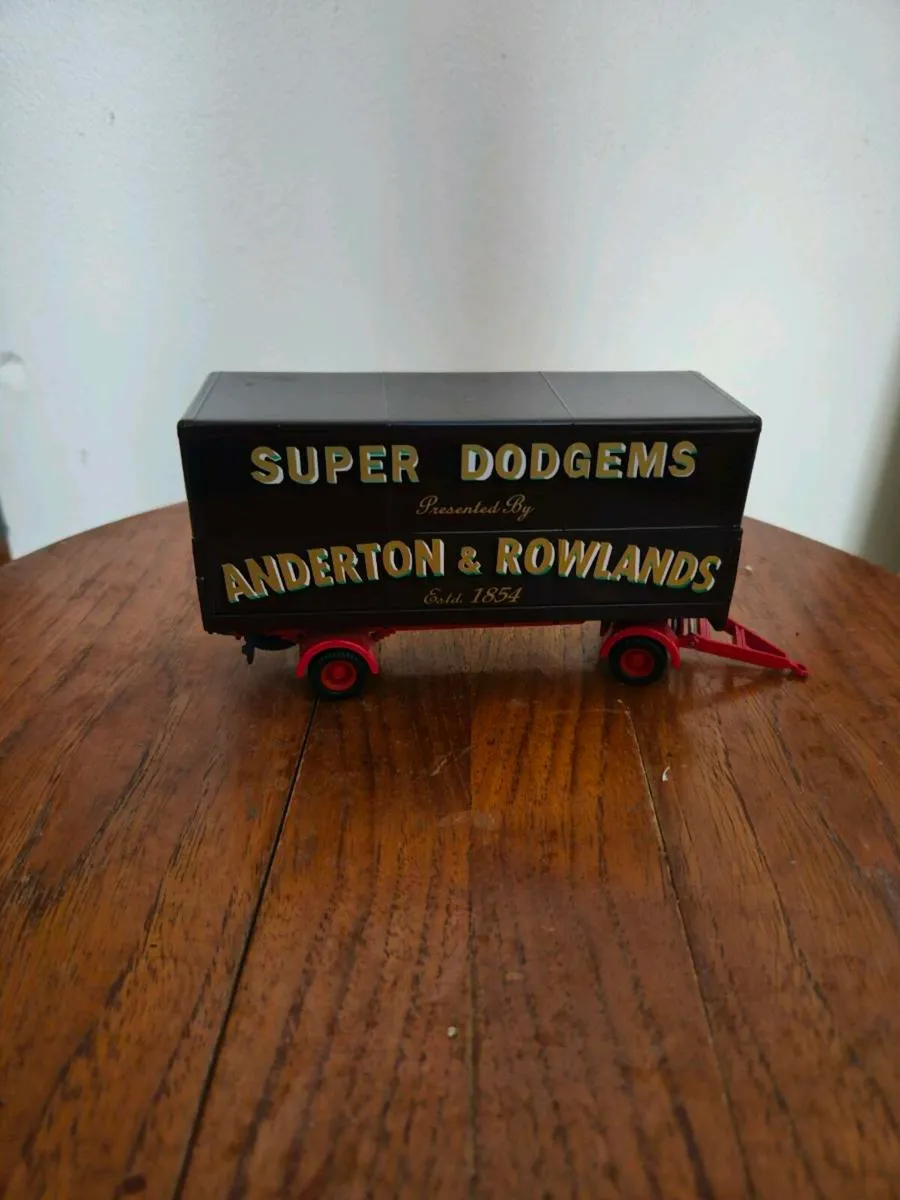 SUPER DODGEMS
Presented By
ANDERTON & ROWLANDS
Estd. 1854